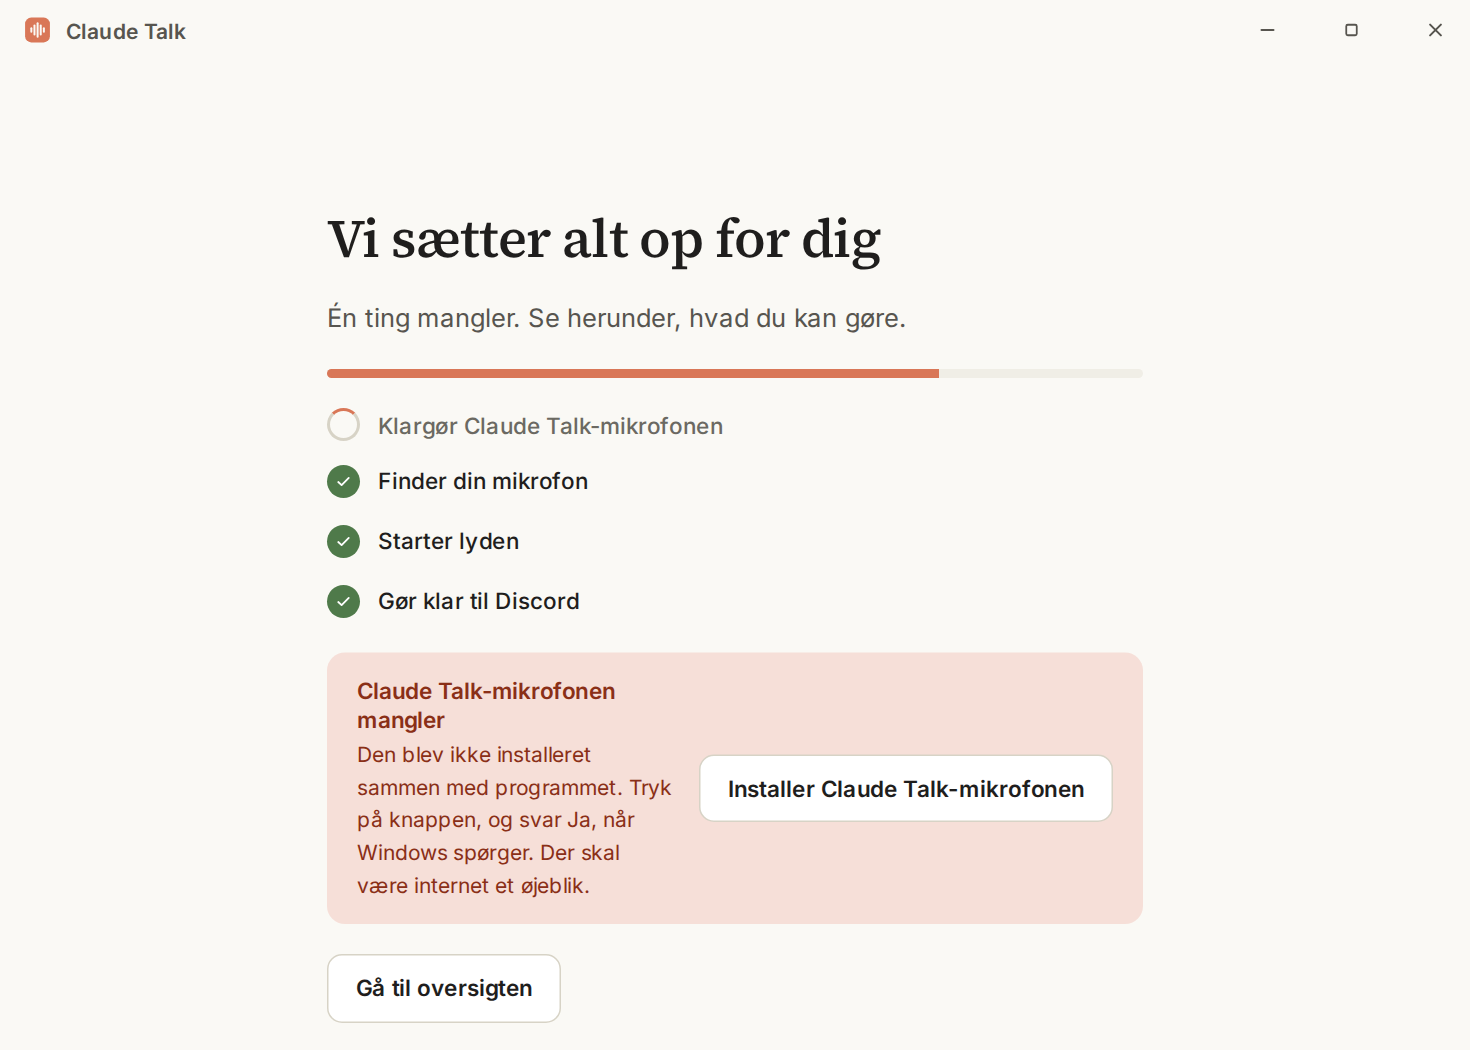 Claude Talk
Vi sætter alt op for dig
Én ting mangler. Se herunder, hvad du kan gøre.
Klargør Claude Talk-mikrofonen
Finder din mikrofon
Starter lyden
Gør klar til Discord
Claude Talk-mikrofonen
mangler
Den blev ikke installeret
sammen med programmet. Tryk
på knappen, og svar Ja, når
Windows spørger. Der skal
være internet et øjeblik.
Installer Claude Talk-mikrofonen
Gå til oversigten